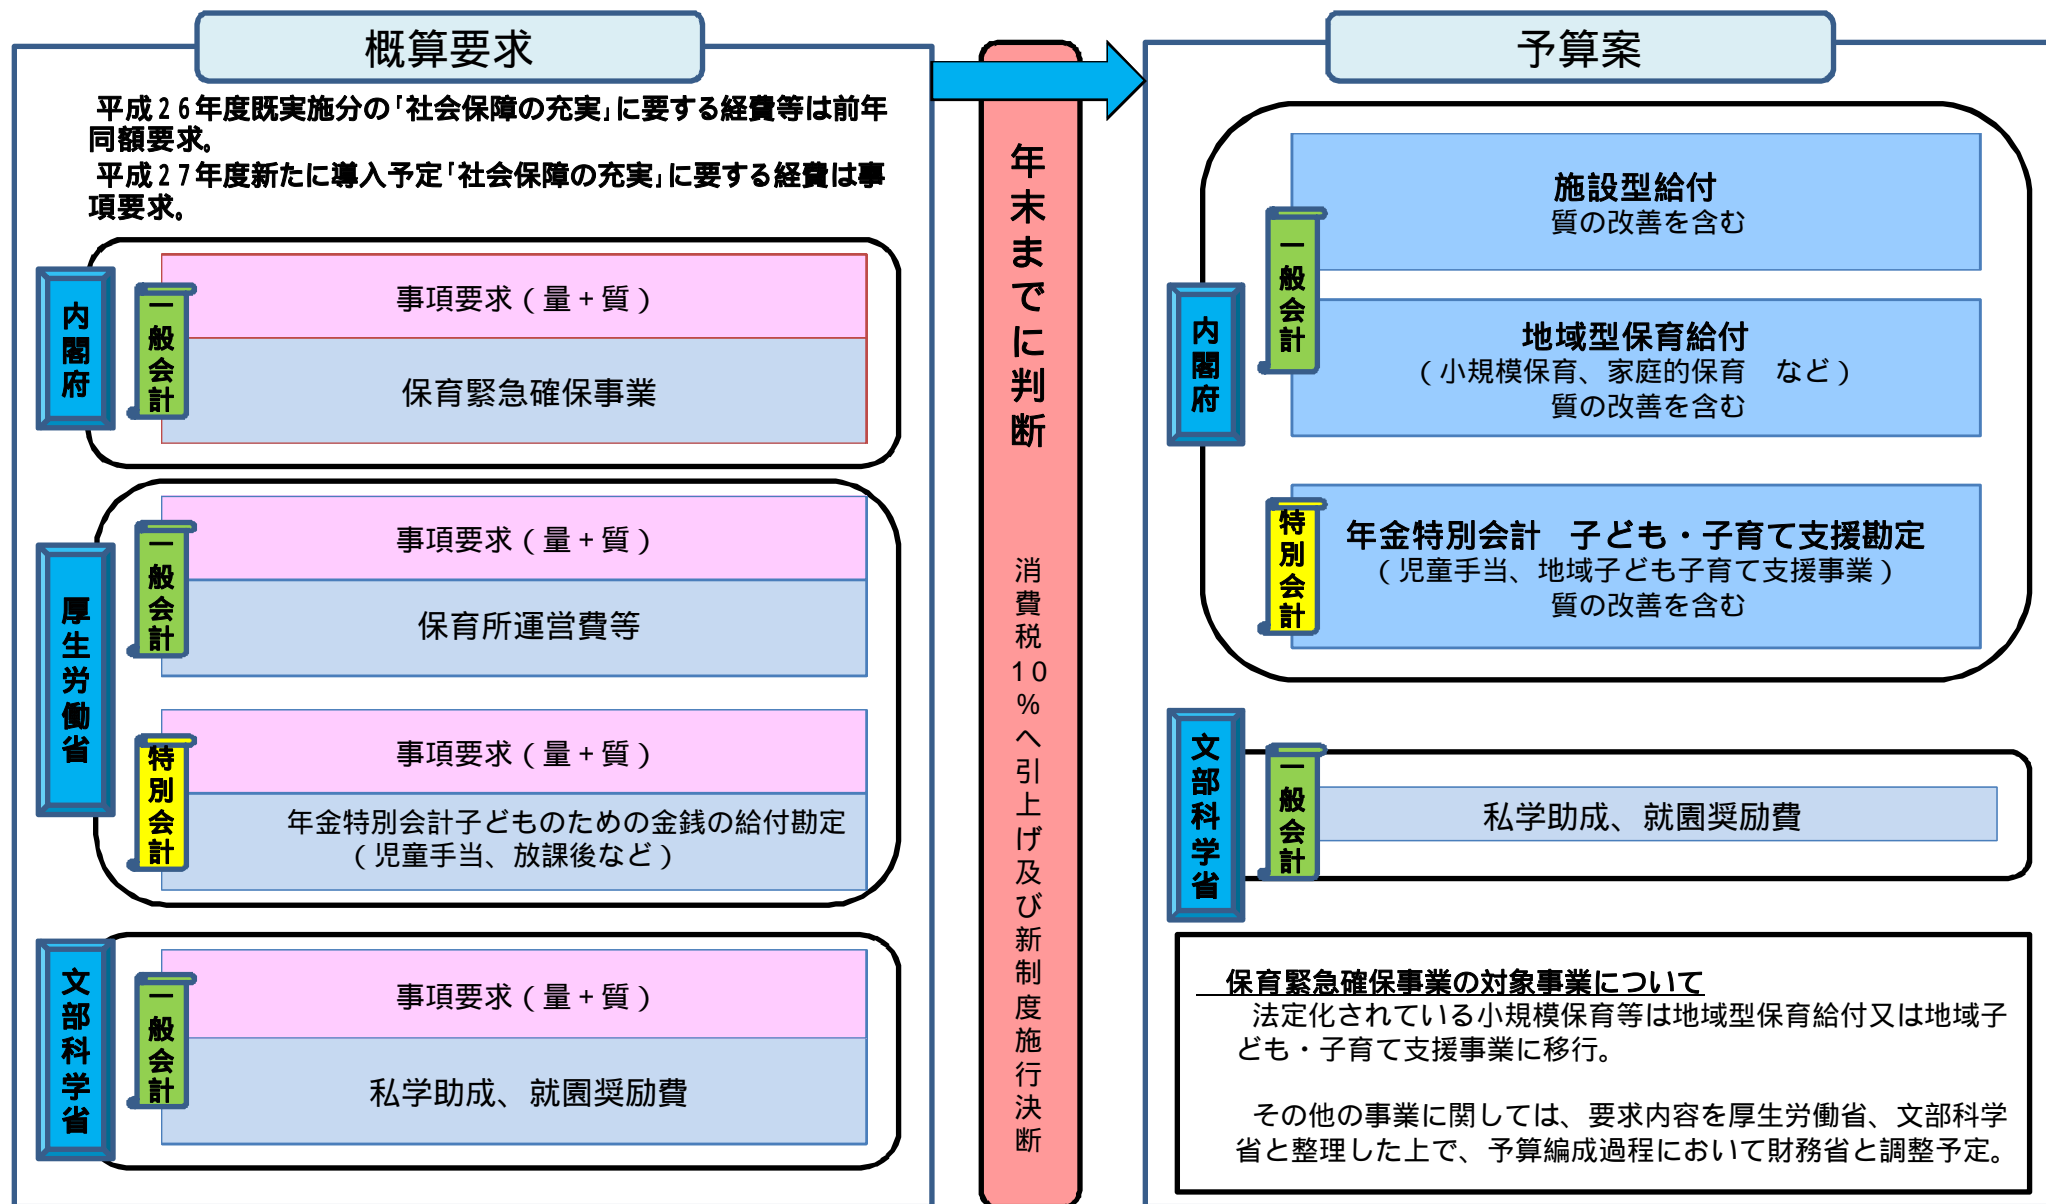 概算要求
平成26年度既実施分の「社会保障の充実」に要する経費等は前年
同額要求。
平成27年度新たに導入予定「社会保障の充実」に要する経費は事
項要求。
内閣府
一般会計
事項要求(量+質)
保育緊急確保事業
厚生労働省
一般会計
事項要求(量+質)
保育所運営費等
特別会計
事項要求(量+質)
年金特別会計子どものための金銭の給付勘定
(児童手当、放課後など)
文部科学省
一般会計
事項要求(量+質)
私学助成、就園奨励費
年末までに判断
消費税10%へ引上げ及び新制度施行決断
予算案
内閣府
一般会計
施設型給付
質の改善を含む
地域型保育給付
(小規模保育、家庭的保育 など)
質の改善を含む
特別会計
年金特別会計 子ども・子育て支援勘定
(児童手当、地域子ども子育て支援事業)
質の改善を含む
文部科学省
一般会計
私学助成、就園奨励費
保育緊急確保事業の対象事業について
法定化されている小規模保育等は地域型保育給付又は地域子
ども・子育て支援事業に移行。
その他の事業に関しては、要求内容を厚生労働省、文部科学
省と整理した上で、予算編成過程において財務省と調整予定。